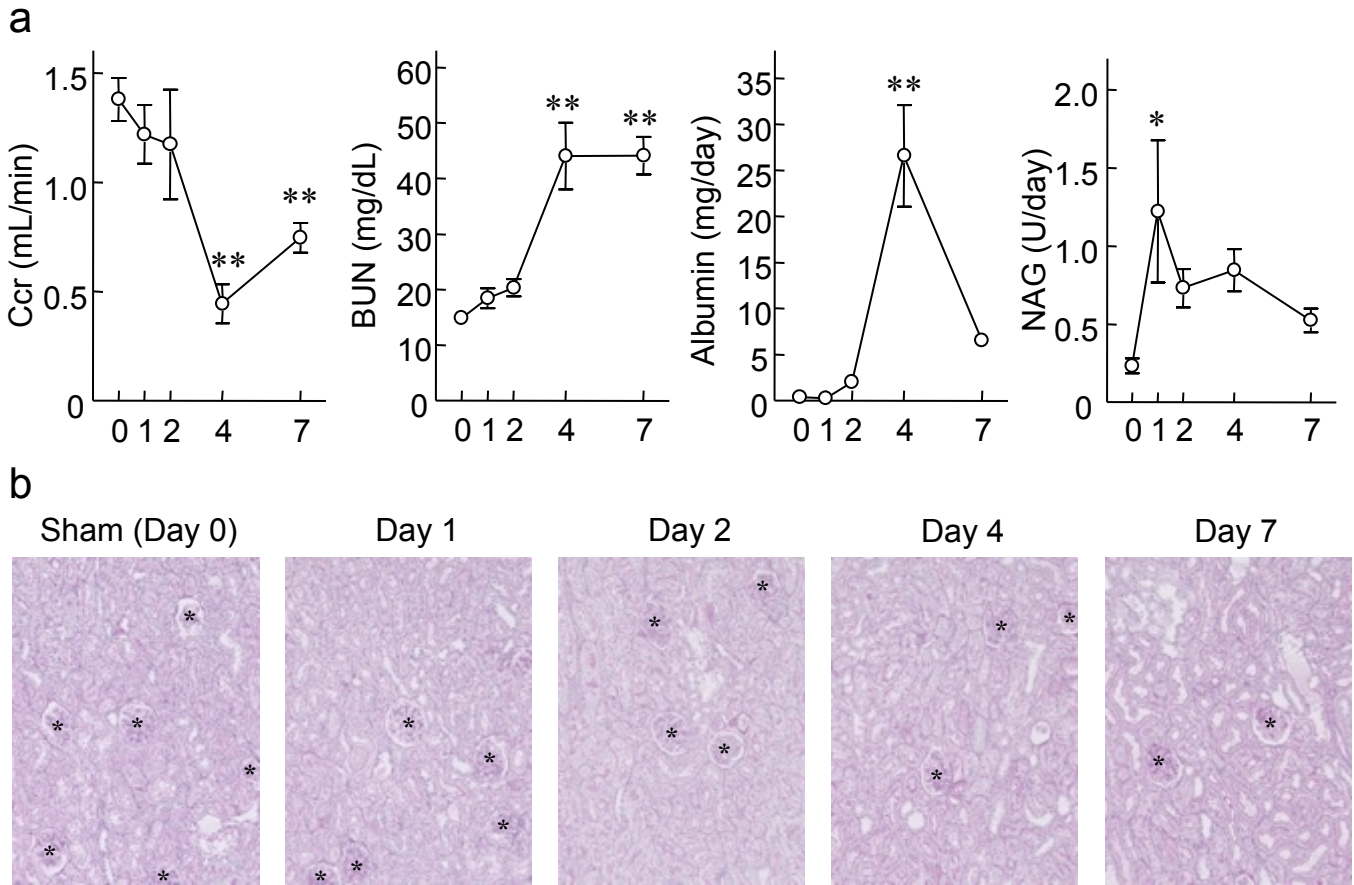 a
Ccr (mL/min)
1.5
1.0
0.5
0
**
**
0 1 2 4 7
BUN (mg/dL)
60
50
40
30
20
10
0
**
**
0 1 2 4 7
Albumin (mg/day)
35
30
25
20
15
10
5
0
**
0 1 2 4 7
NAG (U/day)
2.0
1.5
1.0
0.5
0
*
0 1 2 4 7
b
Sham (Day 0) Day 1 Day 2 Day 4 Day 7
* * * * * *
* * * * *
* * * *
* * *
* *